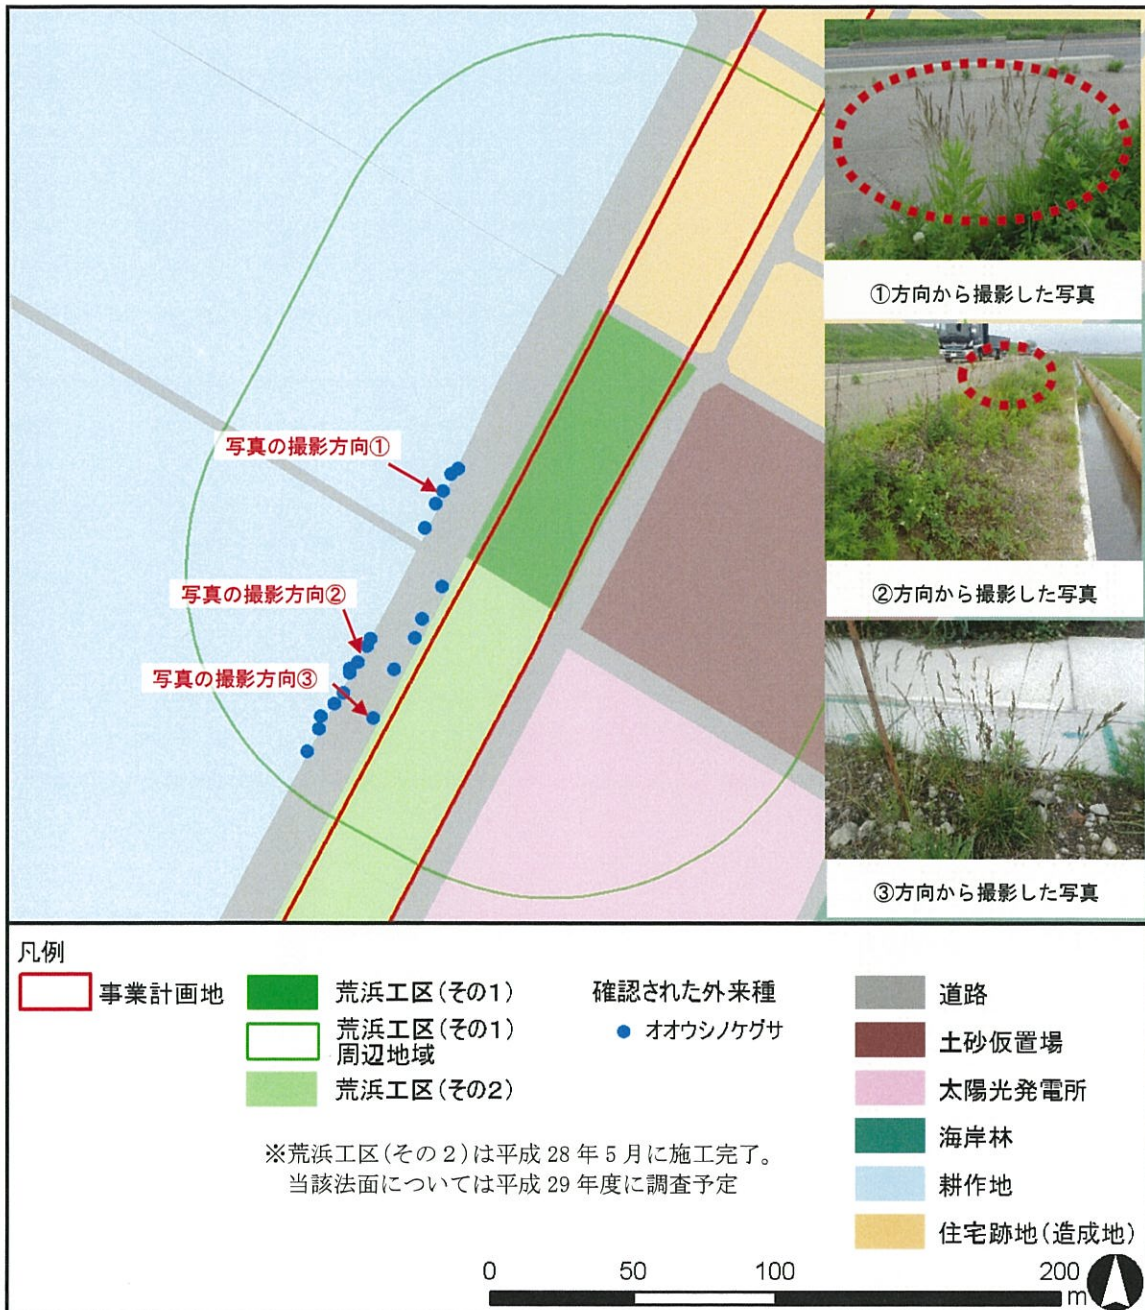 ①方向から撮影した写真
写真の撮影方向①
写真の撮影方向②
②方向から撮影した写真
写真の撮影方向③
③方向から撮影した写真
凡例
事業計画地
荒浜工区(その1)
荒浜工区(その1)
周辺地域
荒浜工区(その2)
確認された外来種
オオウシノケグサ
道路
土砂仮置場
太陽光発電所
海岸林
耕作地
住宅跡地(造成地)
※荒浜工区(その2)は平成28年5月に施工完了。
当該法面については平成29年度に調査予定
0 50 100 200
m